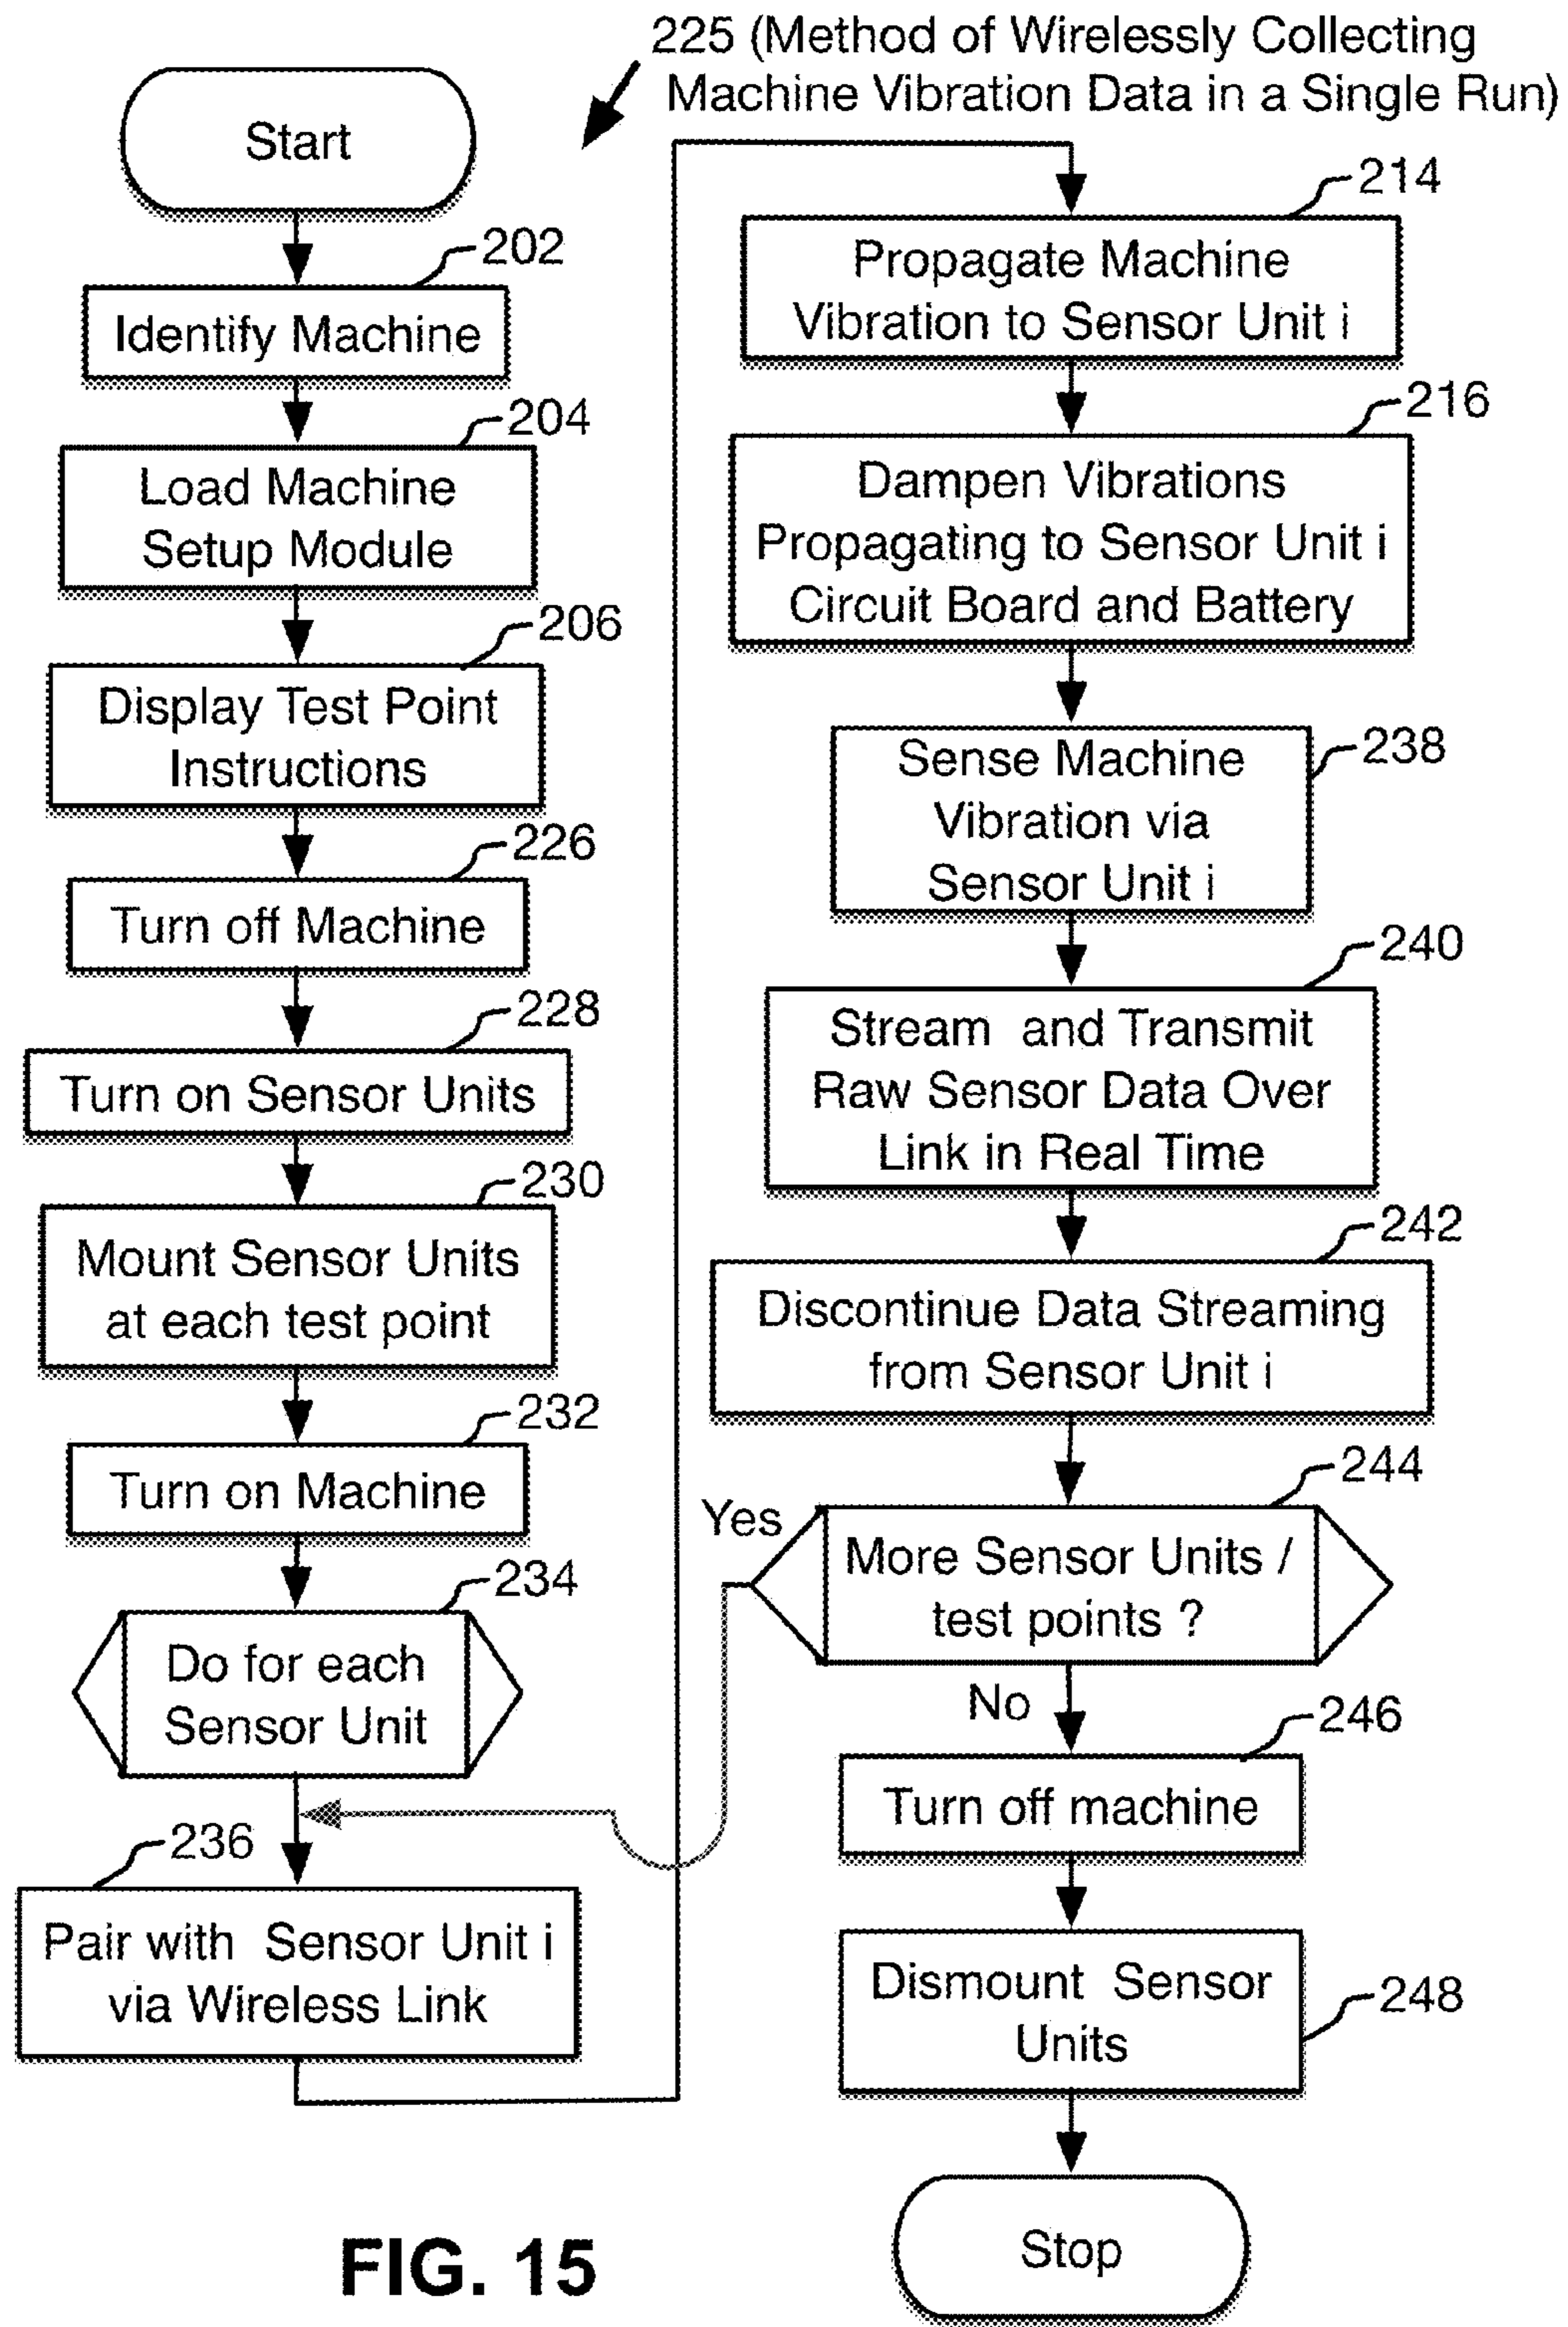 225 (Method of Wirelessly Collecting
Machine Vibration Data in a Single Run)
Start
202
Identify Machine
204
Load Machine
Setup Module
206
Display Test Point
Instructions
226
Turn off Machine
228
Turn on Sensor Units
230
Mount Sensor Units
at each test point
232
Turn on Machine
234
Do for each
Sensor Unit
236
Pair with Sensor Unit i
via Wireless Link
214
Propagate Machine
Vibration to Sensor Unit i
216
Dampen Vibrations
Propagating to Sensor Unit i
Circuit Board and Battery
238
Sense Machine
Vibration via
Sensor Unit i
240
Stream and Transmit
Raw Sensor Data Over
Link in Real Time
242
Discontinue Data Streaming
from Sensor Unit i
244
Yes
More Sensor Units /
test points ?
No
246
Turn off machine
248
Dismount Sensor
Units
Stop
FIG. 15